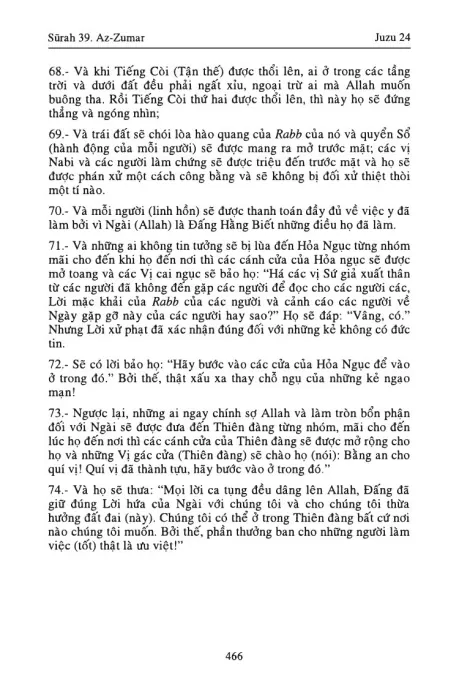 Sūrah 39. Az-Zumar
Juzu 24
68.- Và khi Tiếng Còi (Tận thế) được thổi lên, ai ở trong các tầng
trời và dưới đất đều phải ngất xỉu, ngoại trừ ai mà Allah muốn
buông tha. Rồi Tiếng Còi thứ hai được thổi lên, thì này họ sẽ đứng
thẳng và ngóng nhìn;
69.- Và trái đất sẽ chói lòa hào quang của Rabb của nó và quyển Sổ
(hành động của mỗi người) sẽ được mang ra mở trước mặt; các vị
Nabi và các người làm chứng sẽ được triệu đến trước mặt và họ sẽ
được phán xử một cách công bằng và sẽ không bị đối xử thiệt thòi
một tí nào.
70.- Và mỗi người (linh hồn) sẽ được thanh toán đầy đủ về việc y đã
làm bởi vì Ngài (Allah) là Đấng Hằng Biết những điều họ đã làm.
71.- Và những ai không tin tưởng sẽ bị lùa đến Hỏa Ngục từng nhóm
mãi cho đến khi họ đến nơi thì các cánh cửa của Hỏa ngục sẽ được
mở toang và các Vị cai ngục sẽ bảo họ: “Há các vị Sứ giả xuất thân
từ các người đã không đến gặp các người để đọc cho các người các,
Lời mặc khải của Rabb của các người và cảnh cáo các người về
Ngày gặp gỡ này của các người hay sao?” Họ sẽ đáp: “Vâng, có.”
Nhưng Lời xử phạt đã xác nhận đúng đối với những kẻ không có đức
tin.
72.- Sẽ có lời bảo họ: “Hãy bước vào các cửa của Hỏa Ngục để vào
ở trong đó.” Bởi thế, thật xấu xa thay chỗ ngụ của những kẻ ngạo
mạn!
73.- Ngược lại, những ai ngay chính sợ Allah và làm tròn bổn phận
đối với Ngài sẽ được đưa đến Thiên đàng từng nhóm, mãi cho đến
lúc họ đến nơi thì các cánh cửa của Thiên đàng sẽ được mở rộng cho
họ và những Vị gác cửa (Thiên đàng) sẽ chào họ (nói): Bằng an cho
quí vị! Quí vị đã thành tựu, hãy bước vào ở trong đó.”
74.- Và họ sẽ thưa: “Mọi lời ca tụng đều dâng lên Allah, Đấng đã
giữ đúng Lời hứa của Ngài với chúng tôi và cho chúng tôi thừa
hưởng đất đai (này). Chúng tôi có thể ở trong Thiên đàng bất cứ nơi
nào chúng tôi muốn. Bởi thế, phần thưởng ban cho những người làm
việc (tốt) thật là ưu việt!”
466